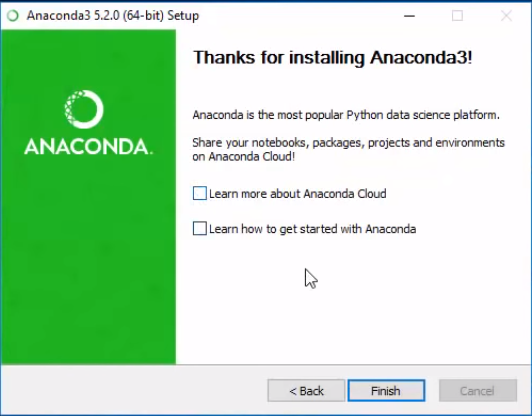 Anaconda3 5.2.0 (64-bit) Setup
Thanks for installing Anaconda3!
Anaconda is the most popular Python data science platform.
Share your notebooks, packages, projects and environments
on Anaconda Cloud!
ANACONDA.
Learn more about Anaconda Cloud
Learn how to get started with Anaconda
< Back
Finish
Cancel